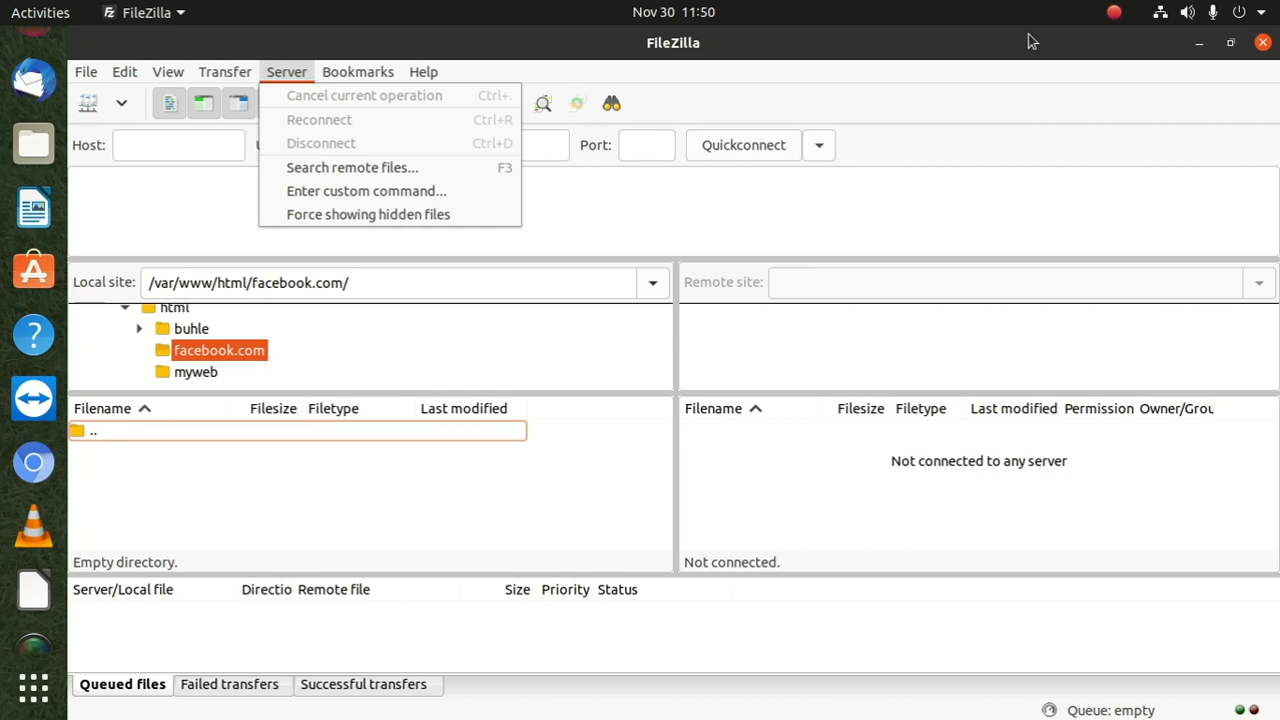 Activities FileZilla Nov 30 11:50
FileZilla
File Edit View Transfer Server Bookmarks Help
Cancel current operation Ctrl+.
Reconnect Ctrl+R
Disconnect Ctrl+D
Search remote files... F3
Enter custom command...
Force showing hidden files
Host: Port: Quickconnect
Local site: /var/www/html/facebook.com/
html
buhle
facebook.com
myweb
Filename Filesize Filetype Last modified
..
Empty directory.
Remote site:
Filename Filesize Filetype Last modified Permission Owner/Grou
Not connected to any server
Not connected.
Server/Local file Directio Remote file Size Priority Status
Queued files Failed transfers Successful transfers
Queue: empty